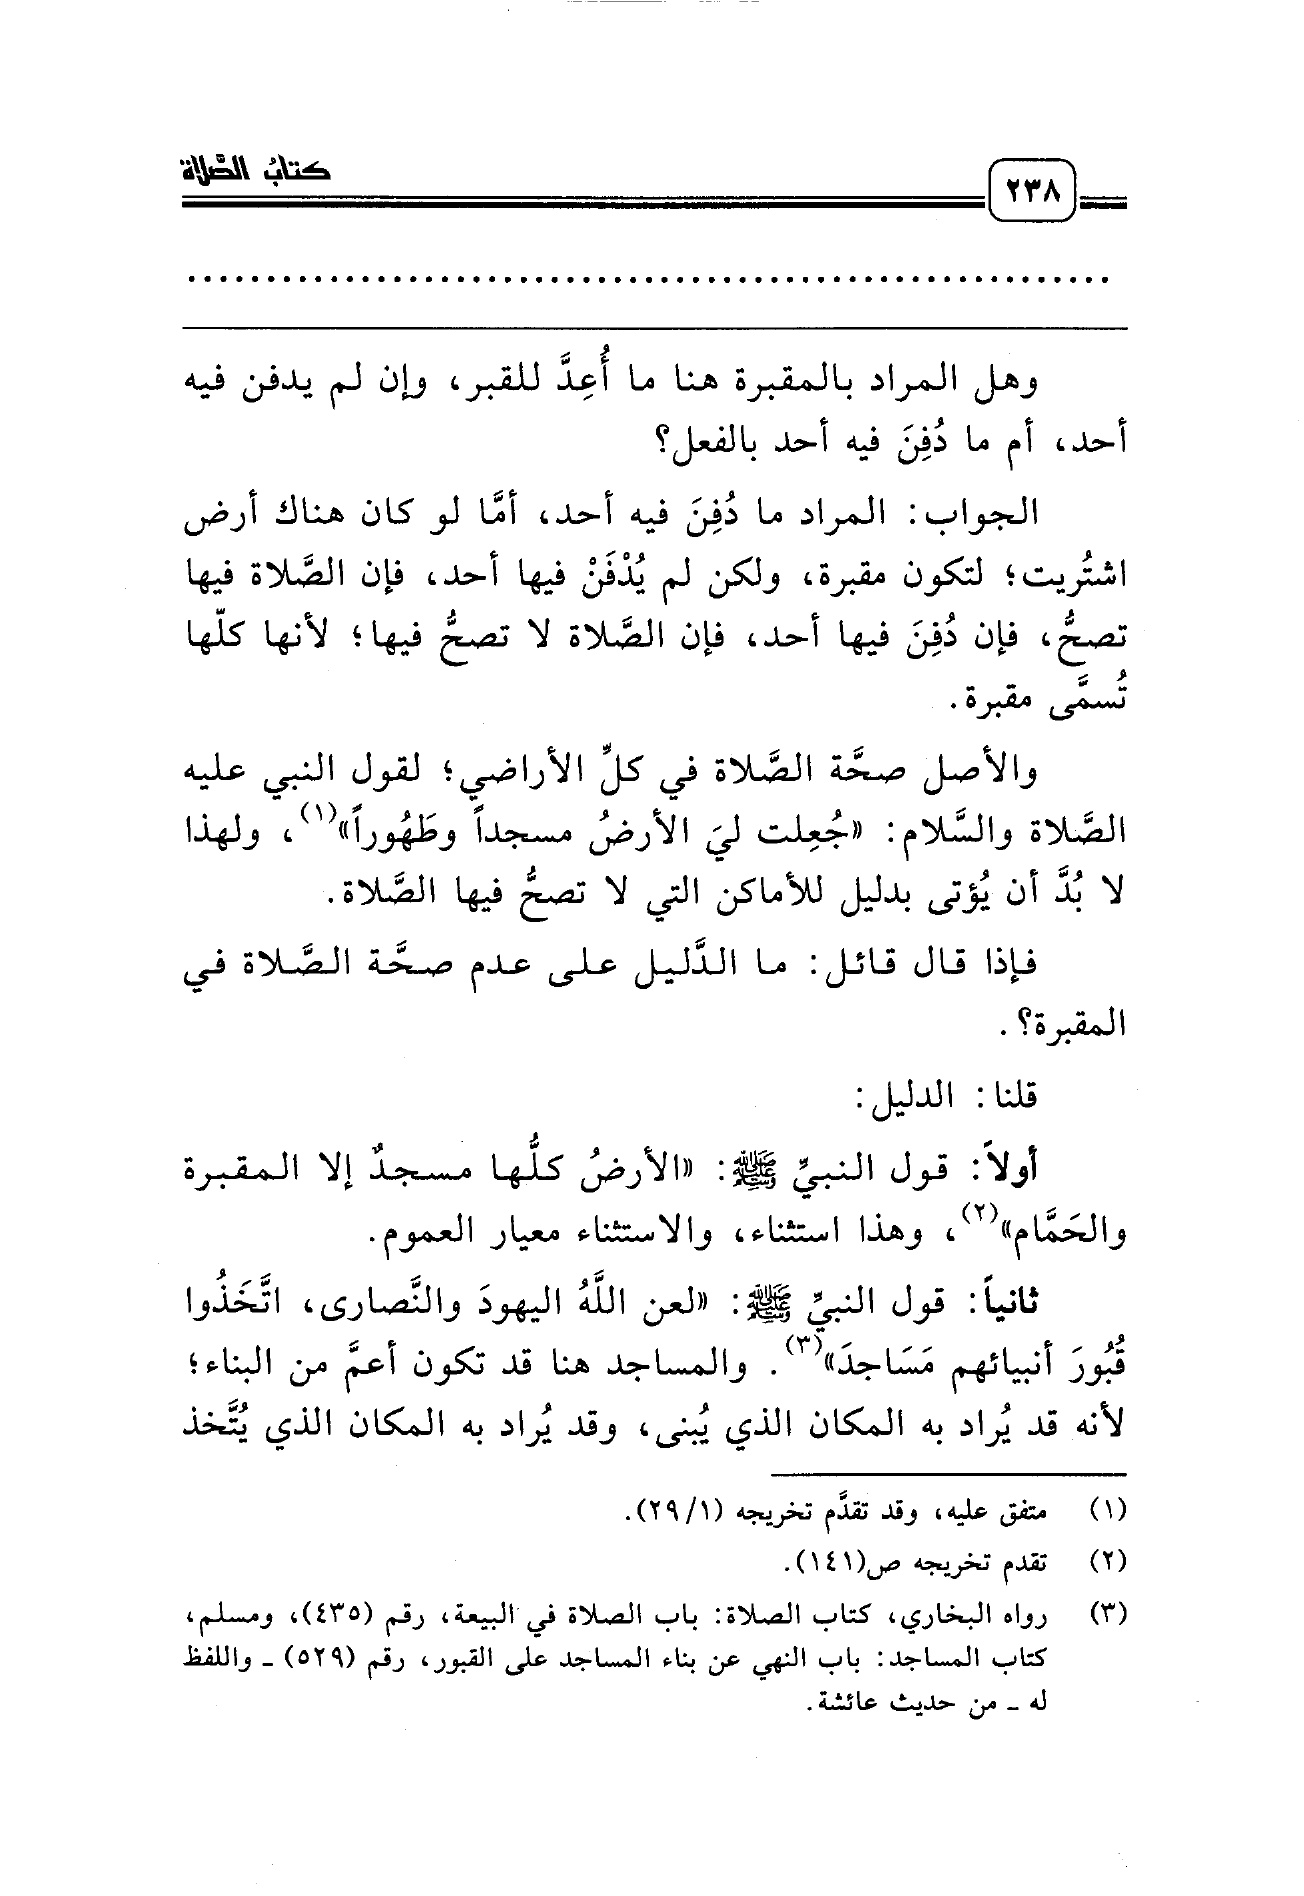 كتابُ الصَّلاة
٢٣٨
وهل المراد بالمقبرة هنا ما أُعِدَّ للقبر، وإن لم يدفن فيه
أحد، أم ما دُفِنَ فيه أحد بالفعل؟
الجواب: المراد ما دُفِنَ فيه أحد، أمَّا لو كان هناك أرض
اشتُريت؛ لتكون مقبرة، ولكن لم يُدْفَنْ فيها أحد، فإن الصَّلاة فيها
تصحُّ، فإن دُفِنَ فيها أحد، فإن الصَّلاة لا تصحُّ فيها؛ لأنها كلّها
تُسمَّى مقبرة.
والأصل صحَّة الصَّلاة في كلِّ الأراضي؛ لقول النبي عليه
الصَّلاة والسَّلام: «جُعِلت ليَ الأرضُ مسجداً وطَهُوراً»(١)، ولهذا
لا بُدَّ أن يُؤتى بدليل للأماكن التي لا تصحُّ فيها الصَّلاة.
فإذا قال قائل: ما الدَّليل على عدم صحَّة الصَّلاة في
المقبرة؟.
قلنا: الدليل:
أولاً: قول النبيِّ ﷺ: «الأرضُ كلُّها مسجدٌ إلا المقبرة
والحَمَّام»(٢)، وهذا استثناء، والاستثناء معيار العموم.
ثانياً: قول النبيِّ ﷺ: «لعن اللَّهُ اليهودَ والنَّصارى، اتَّخَذُوا
قُبُورَ أنبيائهم مَسَاجدَ»(٣). والمساجد هنا قد تكون أعمَّ من البناء؛
لأنه قد يُراد به المكان الذي يُبنى، وقد يُراد به المكان الذي يُتَّخذ
(١) متفق عليه، وقد تقدَّم تخريجه (٢٩/١).
(٢) تقدم تخريجه ص(١٤١).
(٣) رواه البخاري، كتاب الصلاة: باب الصلاة في البيعة، رقم (٤٣٥)، ومسلم،
كتاب المساجد: باب النهي عن بناء المساجد على القبور، رقم (٥٢٩) ـ واللفظ
له ـ من حديث عائشة.